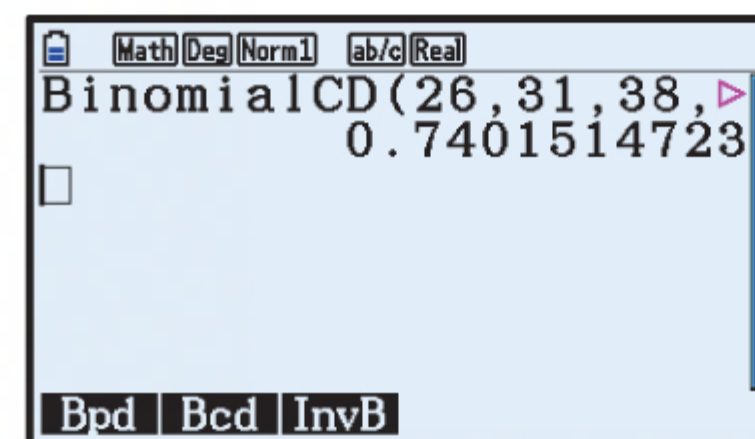 Math Deg Norm1 ab/c Real
BinomialCD(26,31,38,▷
0.7401514723
Bpd Bcd InvB